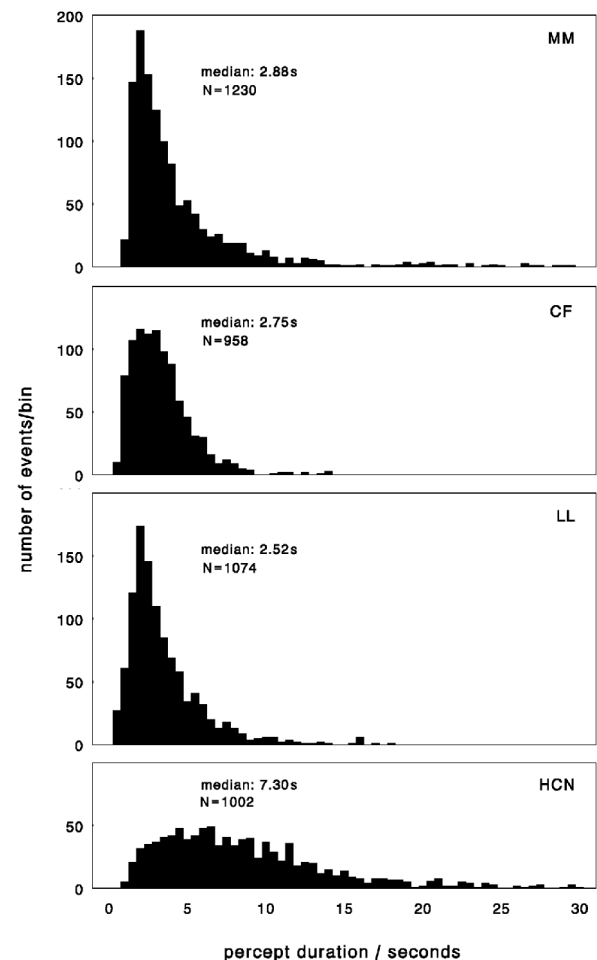 200
MM
median: 2.88s
N=1230
150
100
50
0
CF
median: 2.75s
N=958
100
50
0
LL
median: 2.52s
N=1074
150
100
50
0
HCN
median: 7.30s
N=1002
50
0
0 5 10 15 20 25 30
percept duration / seconds
number of events/bin